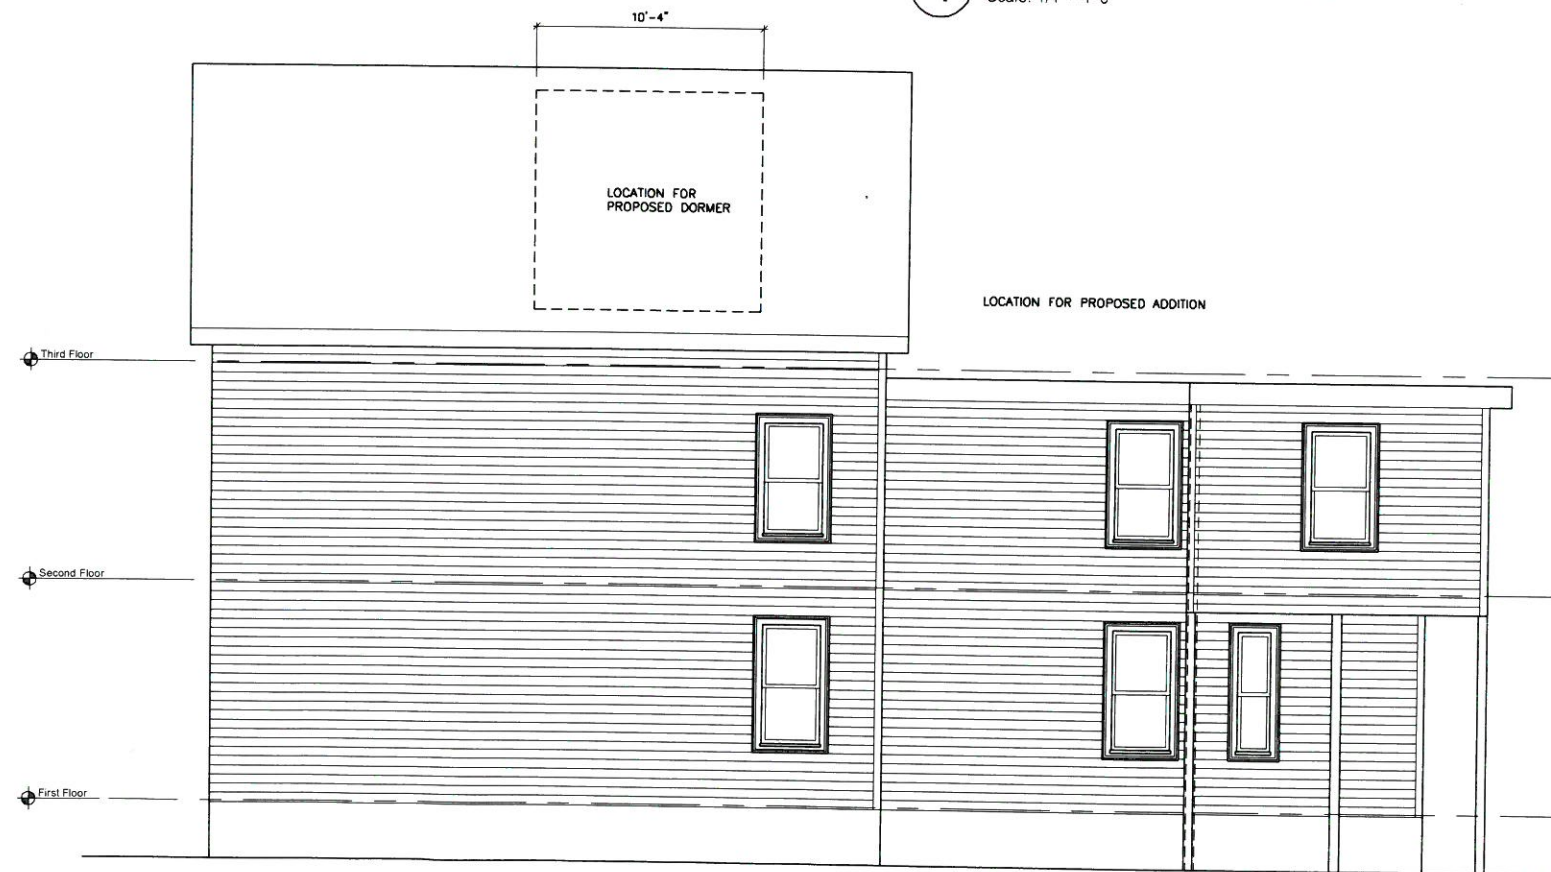 10'-4"
LOCATION FOR
PROPOSED DORMER
LOCATION FOR PROPOSED ADDITION
Third Floor
Second Floor
First Floor